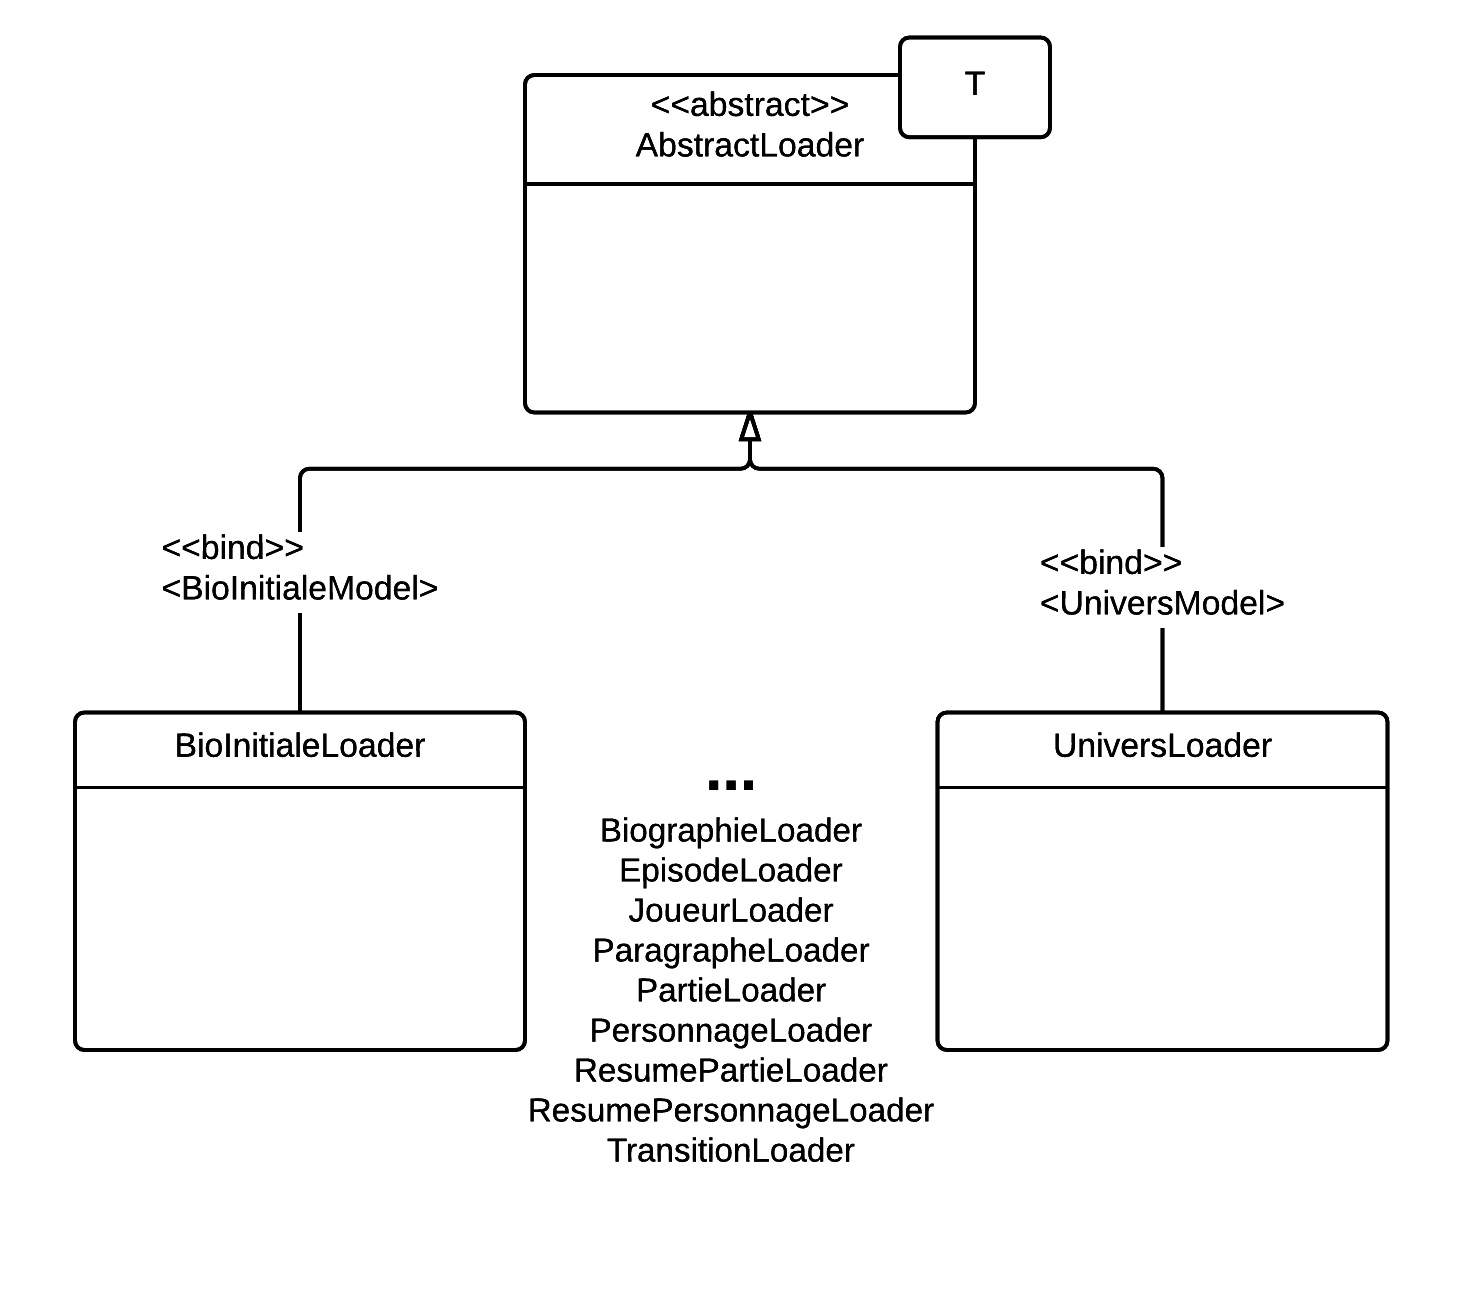 T
<<abstract>>
AbstractLoader
<<bind>>
<BioInitialeModel>
<<bind>>
<UniversModel>
BioInitialeLoader
UniversLoader
...
BiographieLoader
EpisodeLoader
JoueurLoader
ParagrapheLoader
PartieLoader
PersonnageLoader
ResumePartieLoader
ResumePersonnageLoader
TransitionLoader